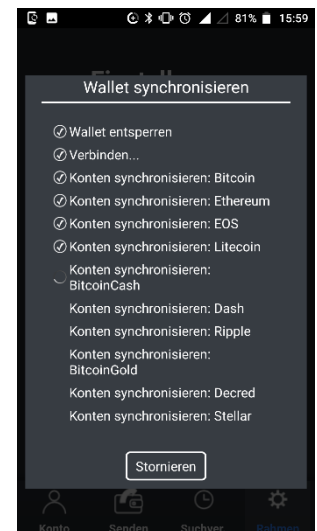 81% 15:59
Wallet synchronisieren
Wallet entsperren
Verbinden...
Konten synchronisieren: Bitcoin
Konten synchronisieren: Ethereum
Konten synchronisieren: EOS
Konten synchronisieren: Litecoin
Konten synchronisieren:
BitcoinCash
Konten synchronisieren: Dash
Konten synchronisieren: Ripple
Konten synchronisieren:
BitcoinGold
Konten synchronisieren: Decred
Konten synchronisieren: Stellar
Stornieren
Konto Senden Suchver Rahmen